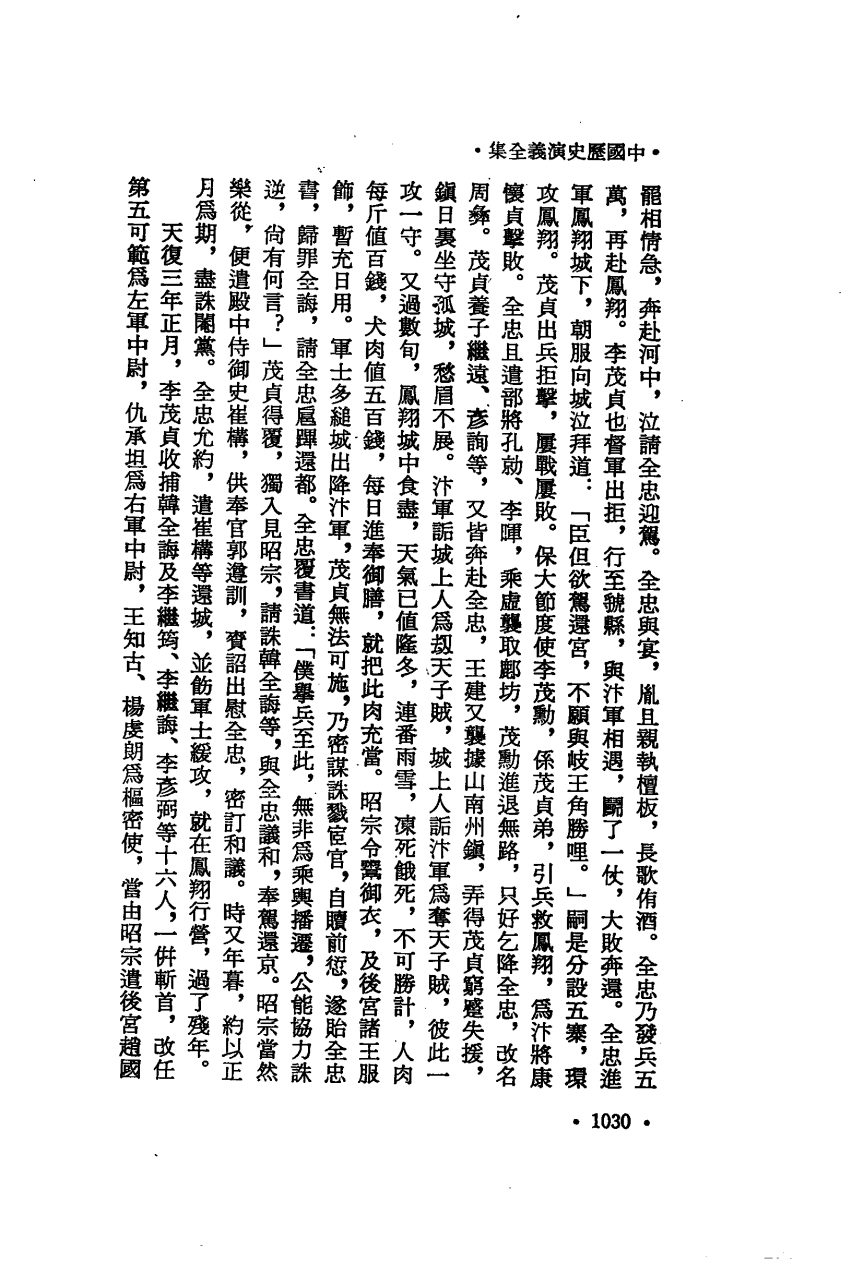 •中國歷史演義全集•
罷相情急，奔赴河中，泣請全忠迎駕。全忠與宴，胤且親執檀板，長歌侑酒。全忠乃發兵五
萬，再赴鳳翔。李茂貞也督軍出拒，行至虢縣，與汴軍相遇，鬭了一仗，大敗奔還。全忠進
軍鳳翔城下，朝服向城泣拜道：「臣但欲駕還宮，不願與岐王角勝哩。」嗣是分設五寨，環
攻鳳翔。茂貞出兵拒擊，屢戰屢敗。保大節度使李茂勳，係茂貞弟，引兵救鳳翔，爲汴將康
懷貞擊敗。全忠且遣部將孔勍、李暉，乘虛襲取鄜坊，茂勳進退無路，只好乞降全忠，改名
周彝。茂貞養子繼遠、彥詢等，又皆奔赴全忠，王建又襲據山南州鎭，弄得茂貞窮蹙失援，
鎭日裏坐守孤城，愁眉不展。汴軍詬城上人爲刧天子賊，城上人詬汴軍爲奪天子賊，彼此一
攻一守。又過數旬，鳳翔城中食盡，天氣已值隆冬，連番雨雪，凍死餓死，不可勝計，人肉
每斤值百錢，犬肉值五百錢，每日進奉御膳，就把此肉充當。昭宗令鬻御衣，及後宮諸王服
飾，暫充日用。軍士多縋城出降汴軍，茂貞無法可施，乃密謀誅戮宦官，自贖前愆，遂貽全忠
書，歸罪全誨，請全忠扈蹕還都。全忠覆書道：「僕舉兵至此，無非爲乘輿播遷，公能協力誅
逆，尙有何言？」茂貞得覆，獨入見昭宗，請誅韓全誨等，與全忠議和，奉駕還京。昭宗當然
樂從，便遣殿中侍御史崔構，供奉官郭遵訓，賚詔出慰全忠，密訂和議。時又年暮，約以正
月爲期，盡誅閹黨。全忠允約，遣崔構等還城，並飭軍士緩攻，就在鳳翔行營，過了殘年。
天復三年正月，李茂貞收捕韓全誨及李繼筠、李繼誨、李彥弼等十六人，一併斬首，改任
第五可範爲左軍中尉，仇承坦爲右軍中尉，王知古、楊虔朗爲樞密使，當由昭宗遣後宮趙國
•1030•